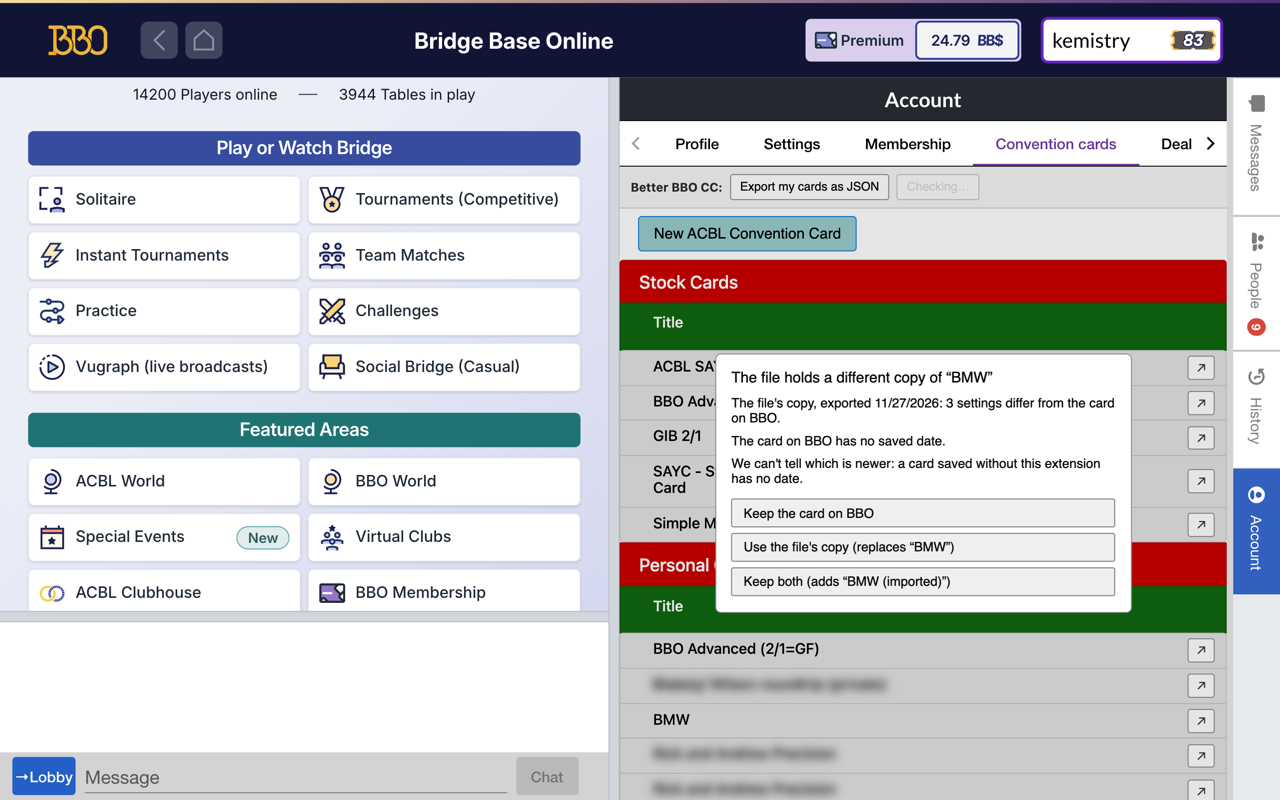 BBO
Bridge Base Online
Premium
24.79 BB$
kemistry
83
14200 Players online — 3944 Tables in play
Play or Watch Bridge
Solitaire
Tournaments (Competitive)
Instant Tournaments
Team Matches
Practice
Challenges
Vugraph (live broadcasts)
Social Bridge (Casual)
Featured Areas
ACBL World
BBO World
Special Events
New
Virtual Clubs
ACBL Clubhouse
BBO Membership
→Lobby
Message
Chat
Account
Profile
Settings
Membership
Convention cards
Deal
Better BBO CC:
Export my cards as JSON
Checking...
New ACBL Convention Card
Stock Cards
Title
ACBL SA
BBO Adva
GIB 2/1
SAYC - S
Card
Simple M
The file holds a different copy of “BMW”
The file's copy, exported 11/27/2026: 3 settings differ from the card
on BBO.
The card on BBO has no saved date.
We can't tell which is newer: a card saved without this extension
has no date.
Keep the card on BBO
Use the file's copy (replaces “BMW”)
Keep both (adds “BMW (imported)”)
Personal
Title
BBO Advanced (2/1=GF)
BMW
Messages
People
9
History
Account